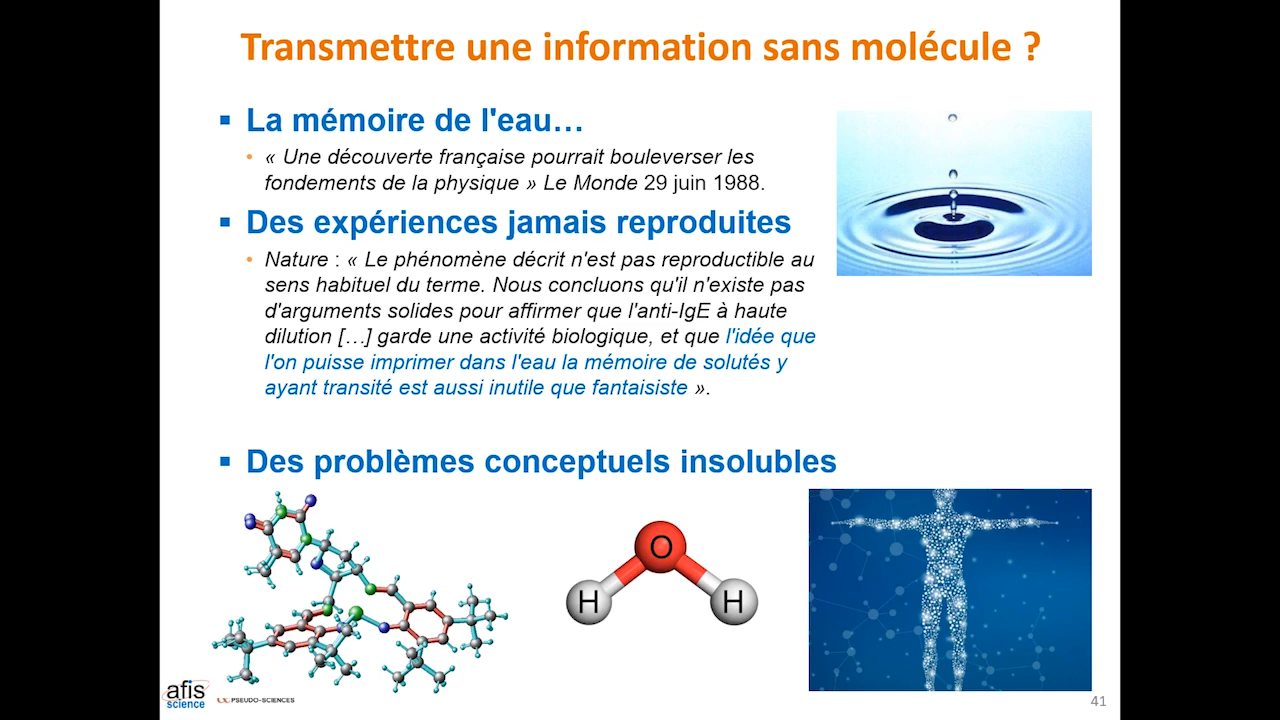 Transmettre une information sans molécule ?
▪ La mémoire de l'eau…
• « Une découverte française pourrait bouleverser les
fondements de la physique » Le Monde 29 juin 1988.
▪ Des expériences jamais reproduites
• Nature : « Le phénomène décrit n'est pas reproductible au
sens habituel du terme. Nous concluons qu'il n'existe pas
d'arguments solides pour affirmer que l'anti-IgE à haute
dilution […] garde une activité biologique, et que l'idée que
l'on puisse imprimer dans l'eau la mémoire de solutés y
ayant transité est aussi inutile que fantaisiste ».
▪ Des problèmes conceptuels insolubles
O
H H
afis
science
PSEUDO-SCIENCES
41